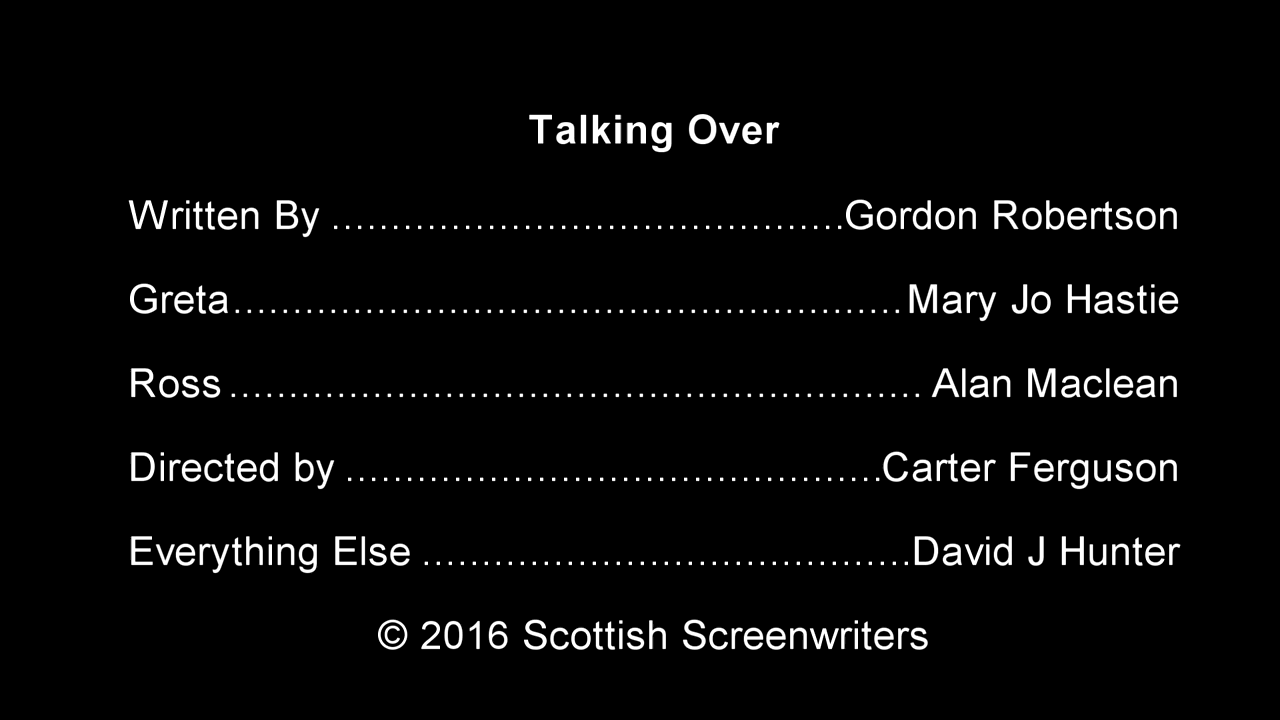 Talking Over
Written By ........................................... Gordon Robertson
Greta ........................................................ Mary Jo Hastie
Ross .......................................................... Alan Maclean
Directed by ............................................. Carter Ferguson
Everything Else ......................................... David J Hunter
© 2016 Scottish Screenwriters